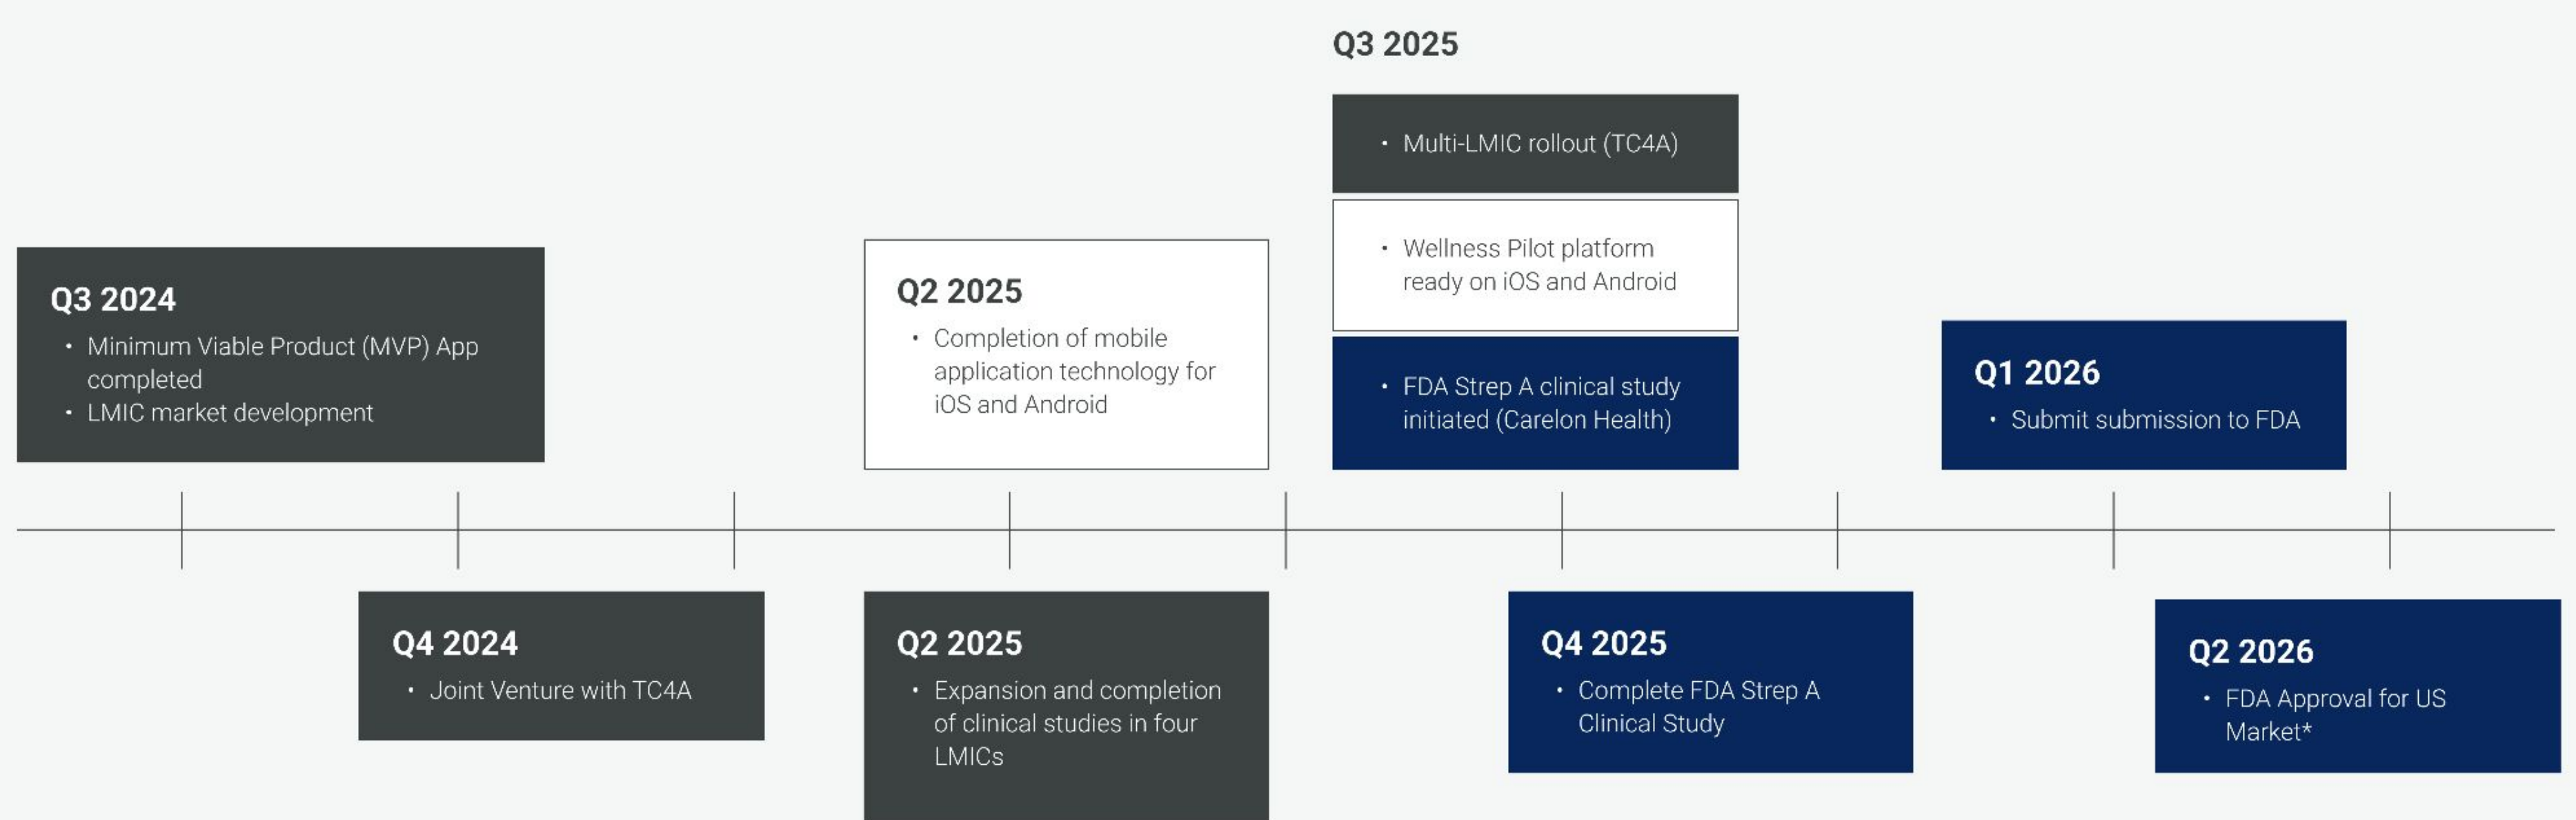 Q3 2024
• Minimum Viable Product (MVP) App
completed
• LMIC market development
Q4 2024
• Joint Venture with TC4A
Q2 2025
• Completion of mobile
application technology for
iOS and Android
Q2 2025
• Expansion and completion
of clinical studies in four
LMICs
Q3 2025
• Multi-LMIC rollout (TC4A)
• Wellness Pilot platform
ready on iOS and Android
• FDA Strep A clinical study
initiated (Carelon Health)
Q4 2025
• Complete FDA Strep A
Clinical Study
Q1 2026
• Submit submission to FDA
Q2 2026
• FDA Approval for US
Market*